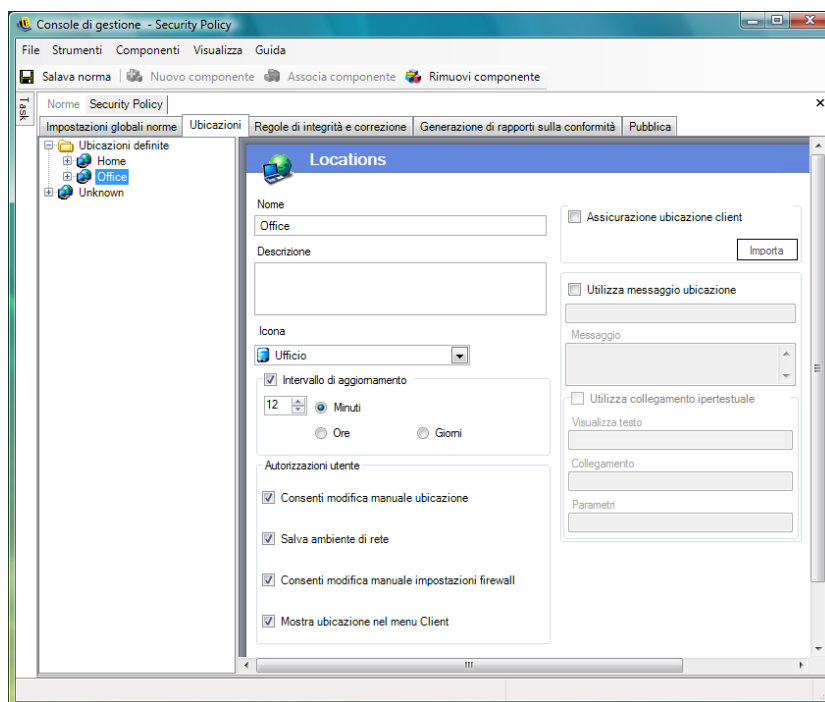 Console di gestione - Security Policy
File Strumenti Componenti Visualizza Guida
Salava norma Nuovo componente Associa componente Rimuovi componente
Task
Norme Security Policy
Impostazioni globali norme Ubicazioni Regole di integrità e correzione Generazione di rapporti sulla conformità Pubblica
Ubicazioni definite
Home
Office
Unknown
Locations
Nome
Office
Descrizione
Icona
Ufficio
Intervallo di aggiornamento
12 Minuti
Ore Giorni
Autorizzazioni utente
Consenti modifica manuale ubicazione
Salva ambiente di rete
Consenti modifica manuale impostazioni firewall
Mostra ubicazione nel menu Client
Assicurazione ubicazione client
Importa
Utilizza messaggio ubicazione
Messaggio
Utilizza collegamento ipertestuale
Visualizza testo
Collegamento
Parametri